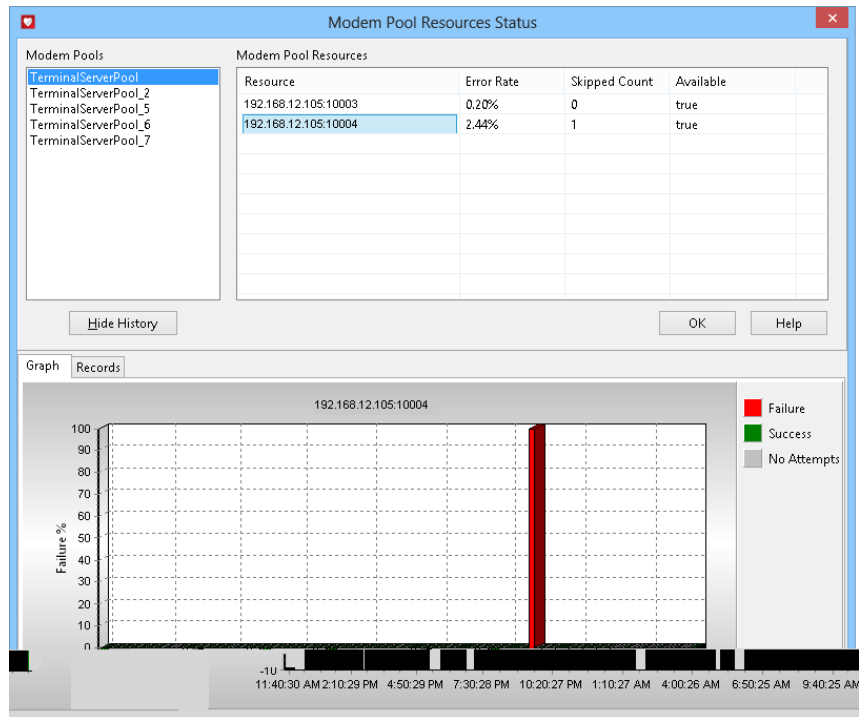 Modem Pool Resources Status
Modem Pools
TerminalServerPool
TerminalServerPool_2
TerminalServerPool_5
TerminalServerPool_6
TerminalServerPool_7
Modem Pool Resources
Resource Error Rate Skipped Count Available
192.168.12.105:10003 0.20% 0 true
192.168.12.105:10004 2.44% 1 true
Hide History
OK
Help
Graph Records
192.168.12.105:10004
Failure %
100
90
80
70
60
50
40
30
20
10
0
-10
11:40:30 AM 2:10:29 PM 4:50:29 PM 7:30:28 PM 10:20:27 PM 1:10:27 AM 4:00:26 AM 6:50:25 AM 9:40:25 AM
Failure
Success
No Attempts